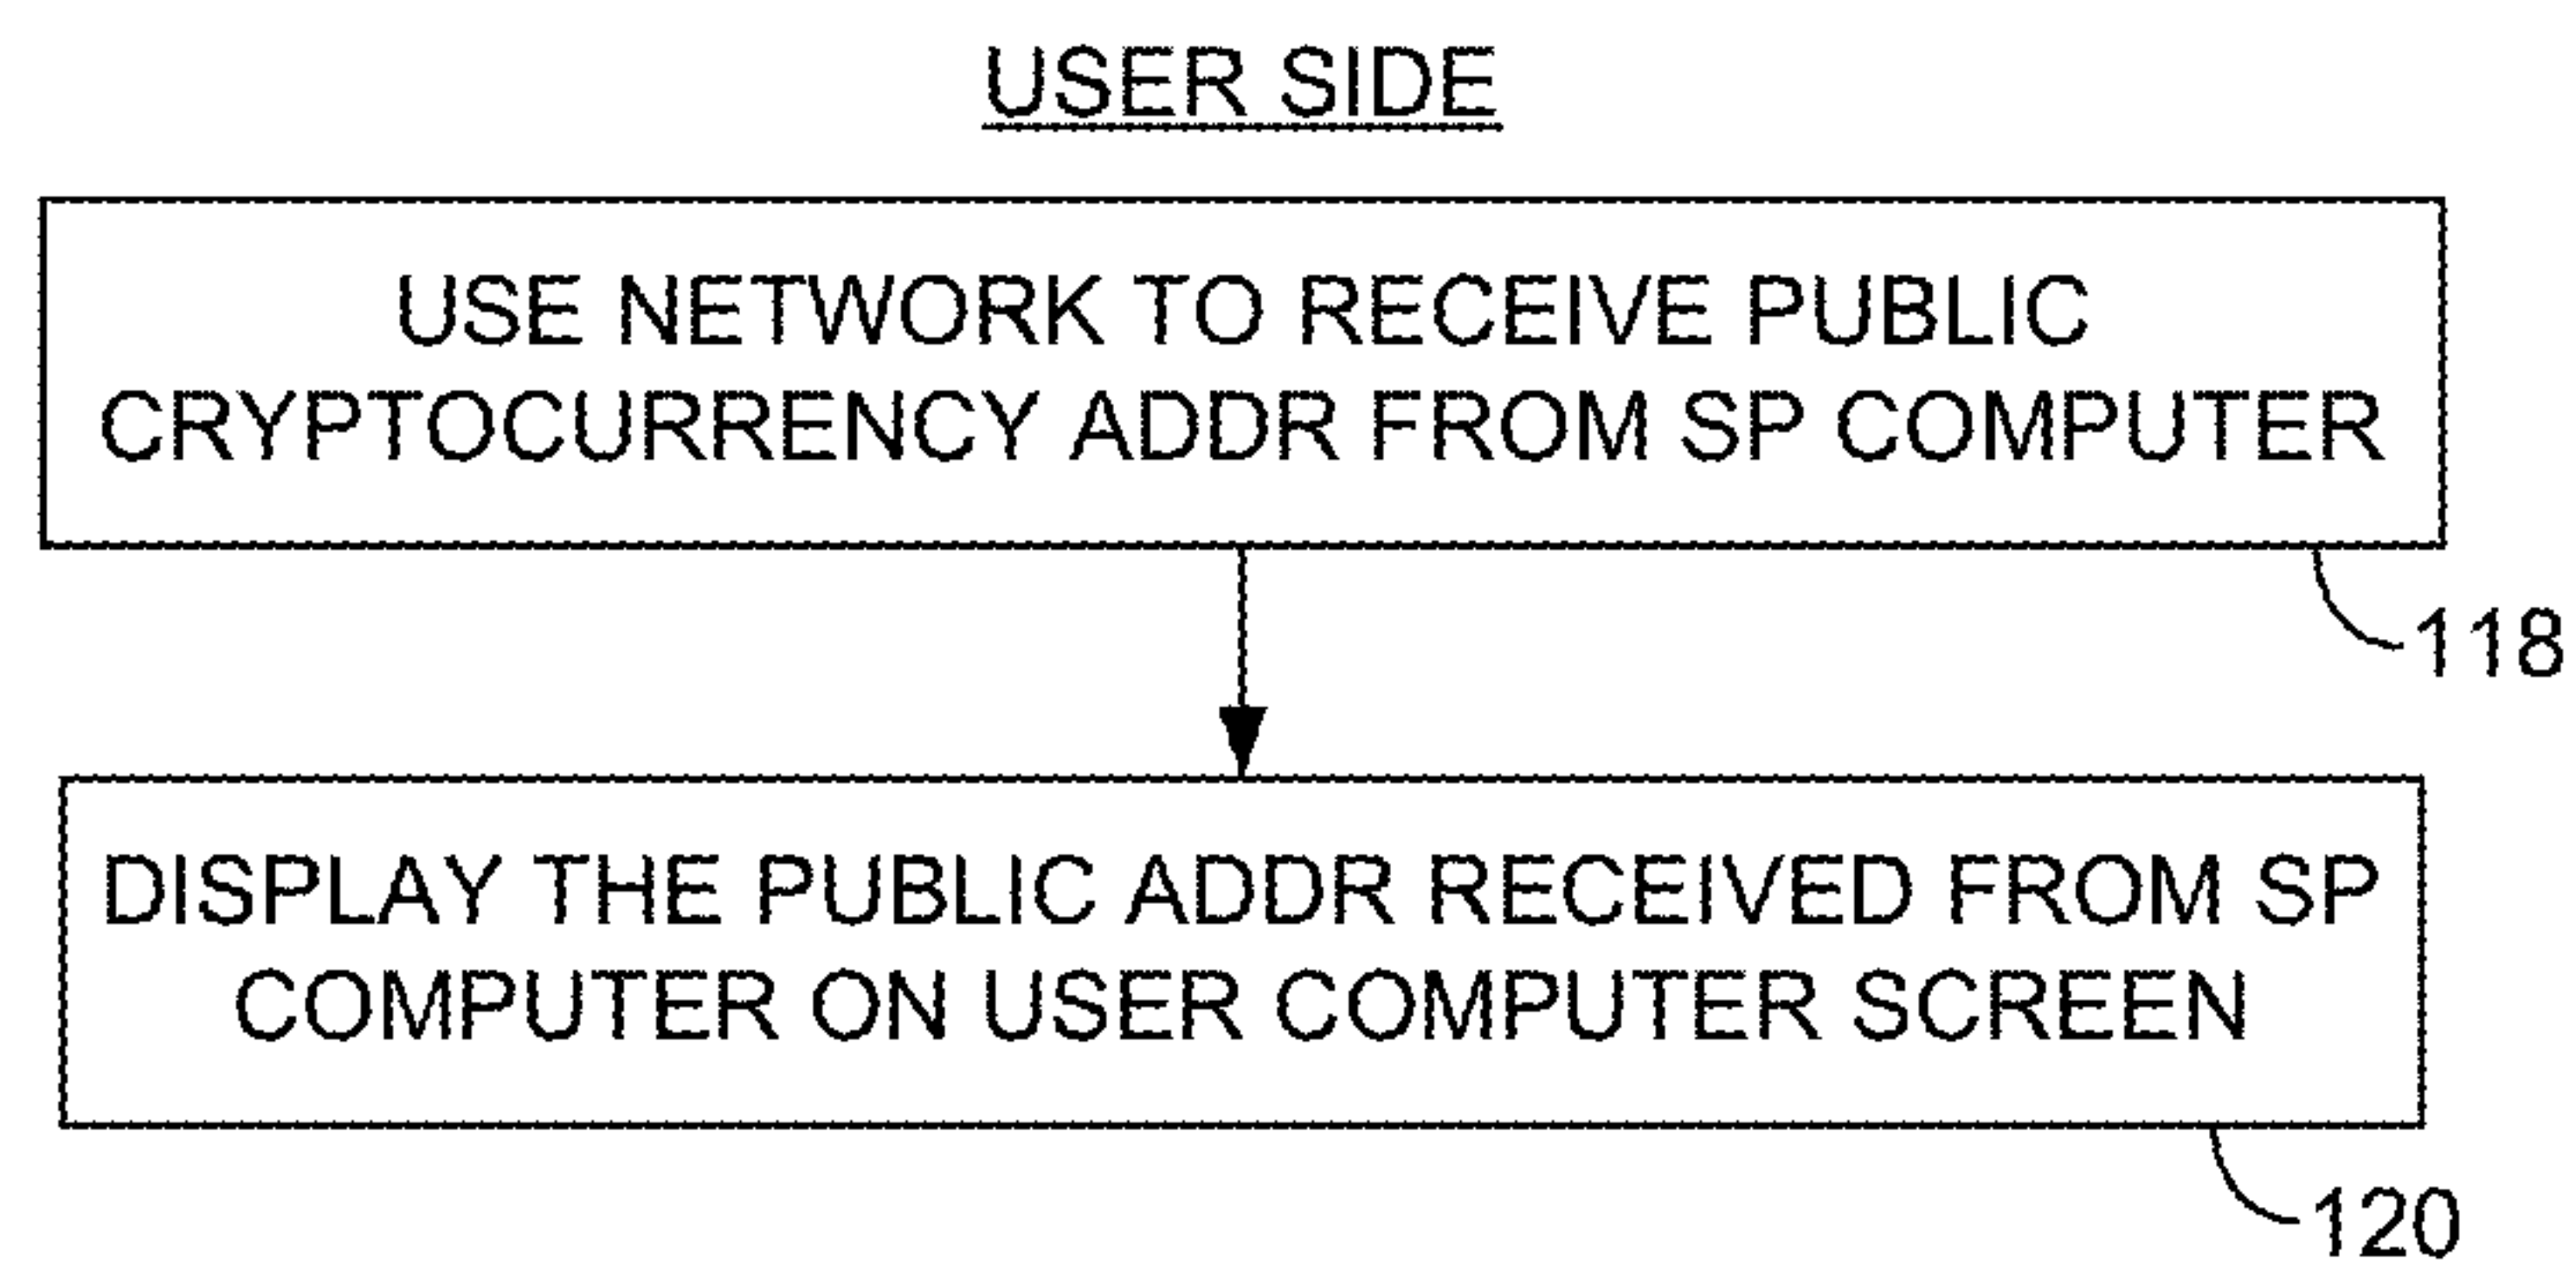 USER SIDE
USE NETWORK TO RECEIVE PUBLIC
CRYPTOCURRENCY ADDR FROM SP COMPUTER
118
DISPLAY THE PUBLIC ADDR RECEIVED FROM SP
COMPUTER ON USER COMPUTER SCREEN
120